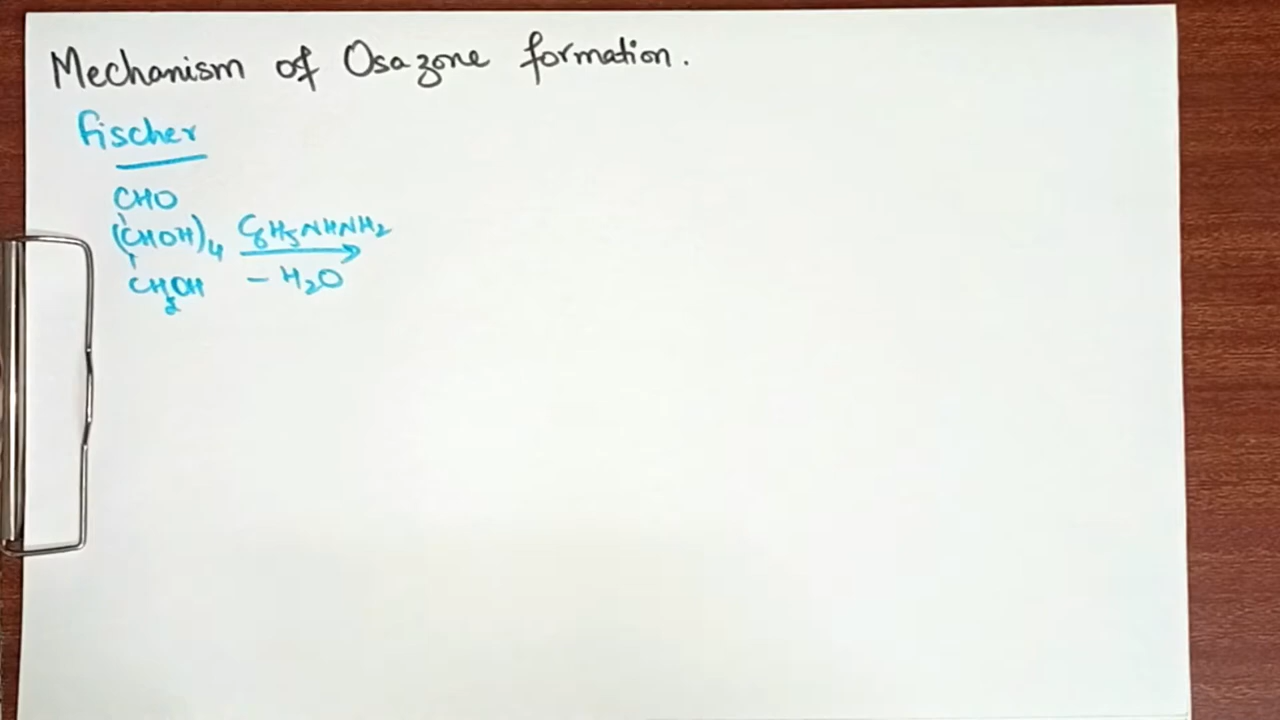 Mechanism of Osazone formation.
Fischer
CHO
(CHOH)4 C6H5NHNH2
CH2OH - H2O